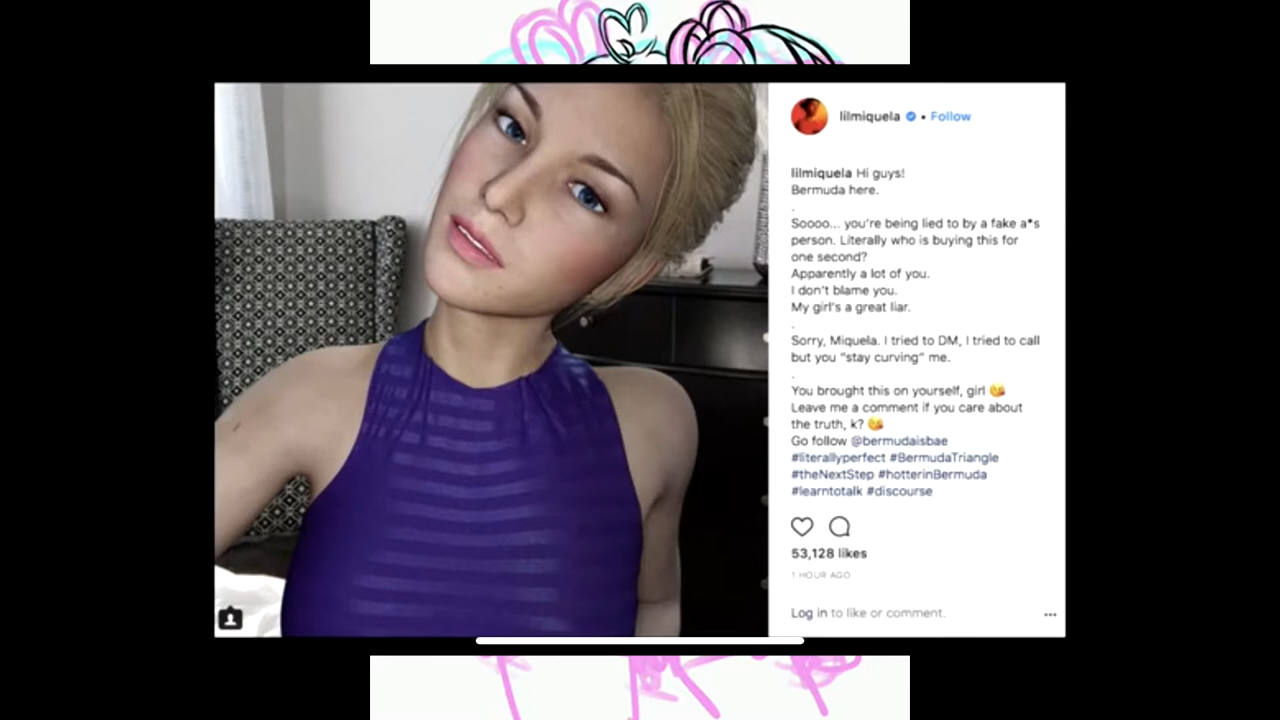 lilmiquela • Follow
lilmiquela Hi guys!
Bermuda here.
.
Soooo... you're being lied to by a fake a*s
person. Literally who is buying this for
one second?
Apparently a lot of you.
I don't blame you.
My girl's a great liar.
.
Sorry, Miquela. I tried to DM, I tried to call
but you "stay curving" me.
.
You brought this on yourself, girl 😘
Leave me a comment if you care about
the truth, k? 😘
Go follow @bermudaisbae
#literallyperfect #BermudaTriangle
#theNextStep #hotterinBermuda
#learntotalk #discourse
53,128 likes
1 HOUR AGO
Log in to like or comment.